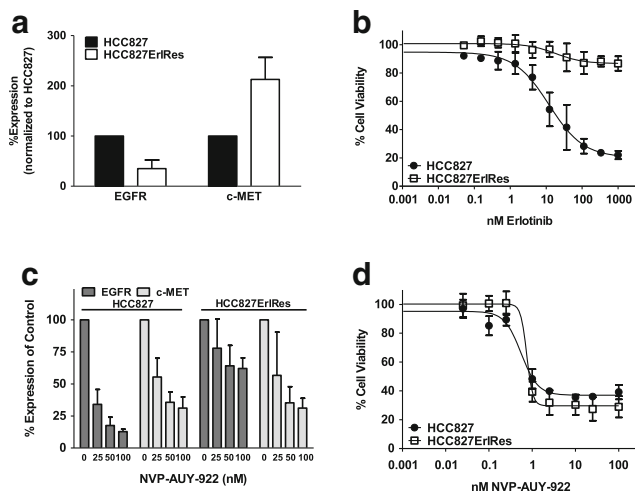 a
%Expression
(normalized to HCC827)
300
200
100
0
HCC827
HCC827ErlRes
EGFR
c-MET
b
% Cell Viability
100
80
60
40
20
0
HCC827
HCC827ErlRes
0.001
0.01
0.1
1
10
100
1000
nM Erlotinib
c
% Expression of Control
100
75
50
25
0
EGFR
c-MET
HCC827
HCC827ErlRes
0 25 50 100
0 25 50 100
0 25 50 100
0 25 50 100
NVP-AUY-922 (nM)
d
% Cell Viability
100
80
60
40
20
0
HCC827
HCC827ErlRes
0.001
0.01
0.1
1
10
100
nM NVP-AUY-922